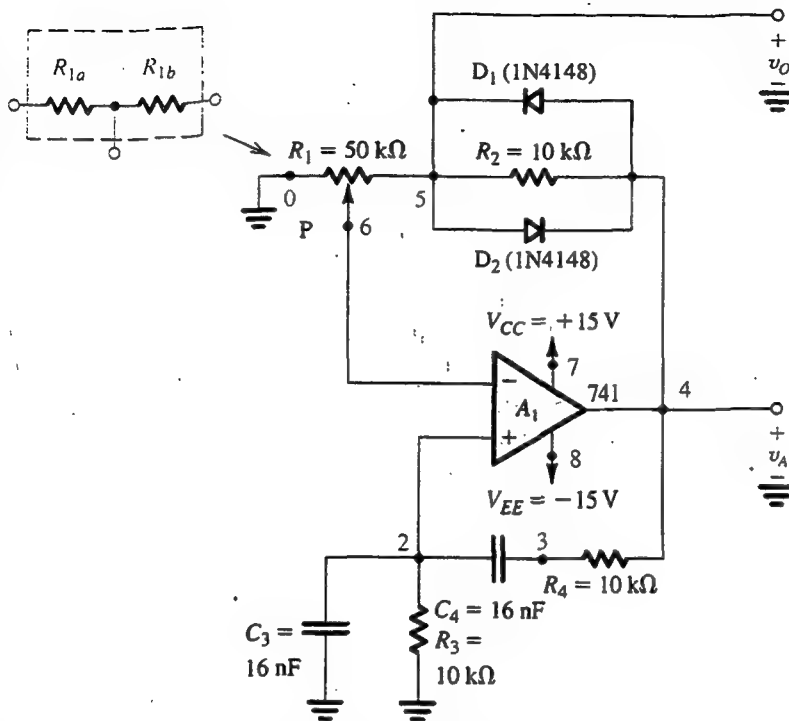 R1a
R1b
D1 (1N4148)
+
vO
−
R1 = 50 kΩ
R2 = 10 kΩ
0
5
P
6
D2 (1N4148)
VCC = +15 V
7
−
A1
741
4
+
8
+
vA
−
VEE = −15 V
2
3
R4 = 10 kΩ
C4 = 16 nF
C3 =
16 nF
R3 =
10 kΩ